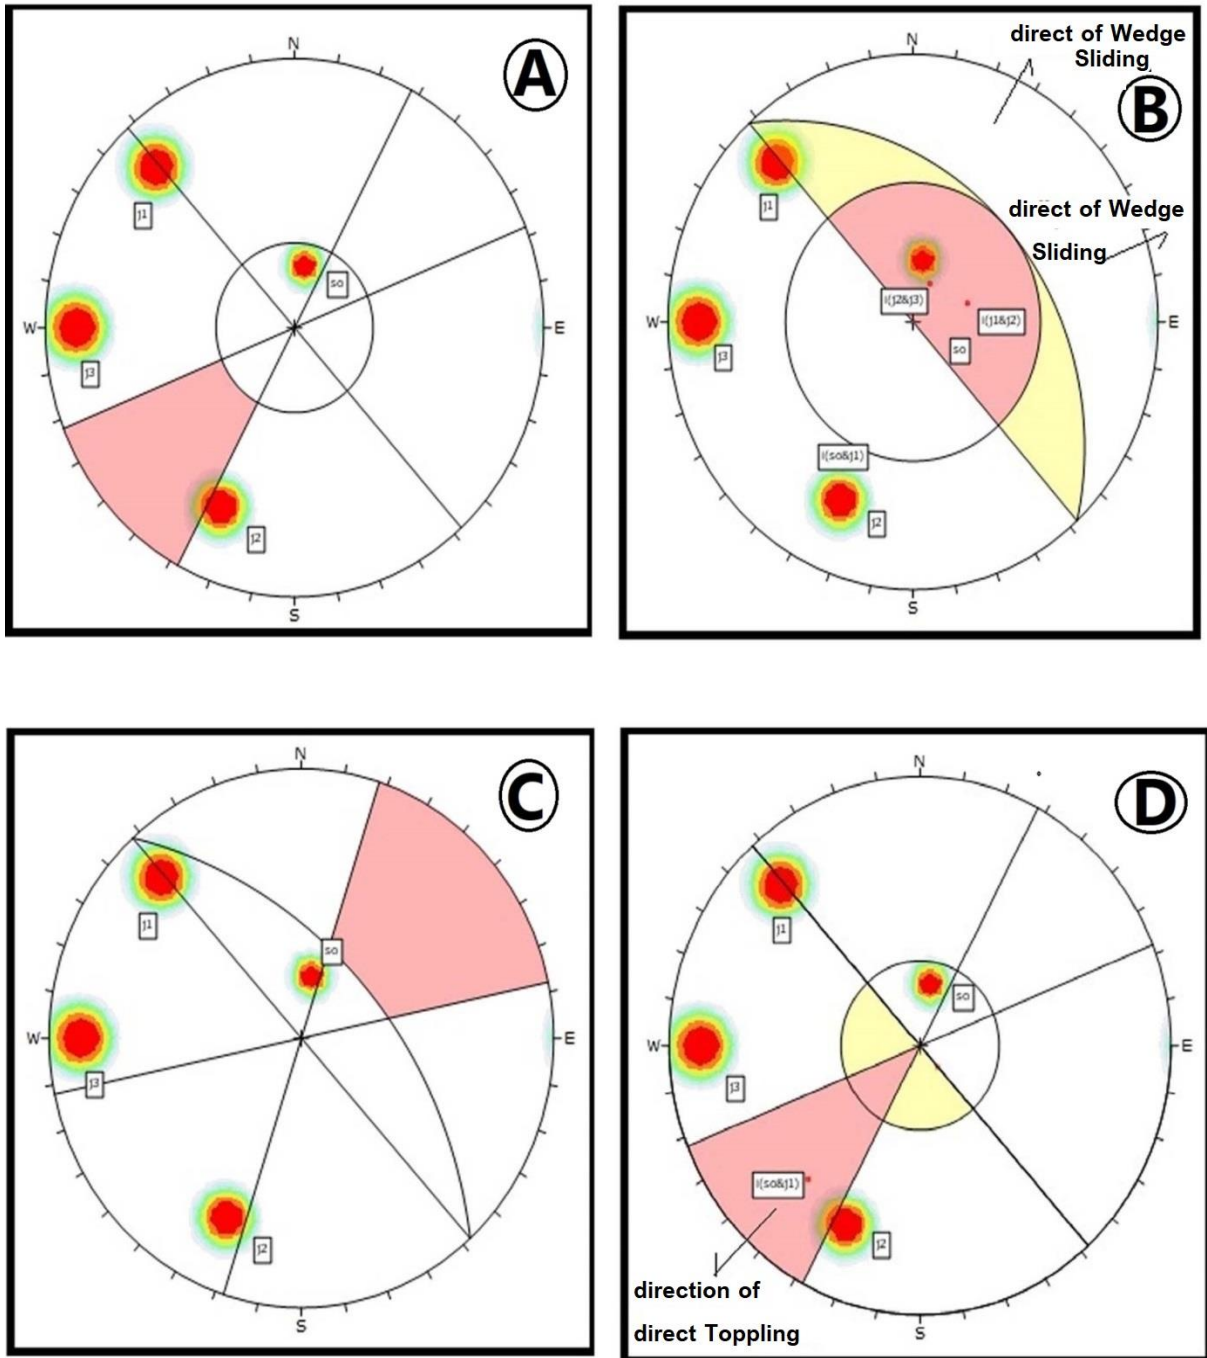 N
A
j1
so
W
E
j3
j2
S
direct of Wedge
Sliding
N
B
j1
direct of Wedge
Sliding
i(j2&j3)
W
i(j1&j2)
E
so
j3
i(so&j1)
j2
S
N
C
j1
so
W
E
j3
j2
S
N
D
j1
so
W
E
j3
i(so&j1)
j2
direction of
direct Toppling
S